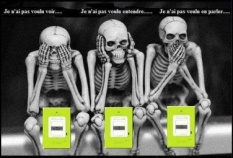 Je n'ai pas voulu voir.....
Je n'ai pas voulu entendre.....
Je n'ai pas voulu en parler.....